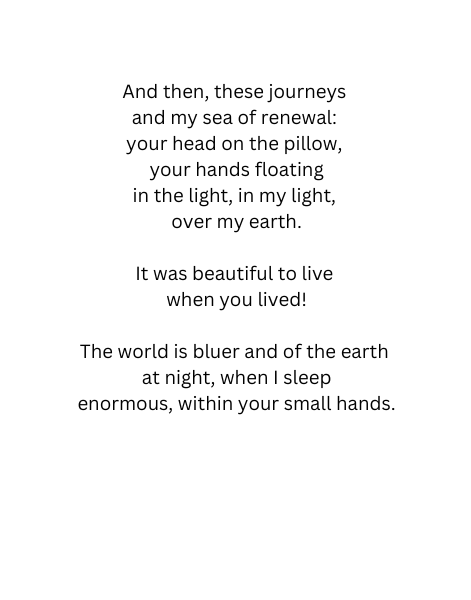 And then, these journeys
and my sea of renewal:
your head on the pillow,
your hands floating
in the light, in my light,
over my earth.
It was beautiful to live
when you lived!
The world is bluer and of the earth
at night, when I sleep
enormous, within your small hands.